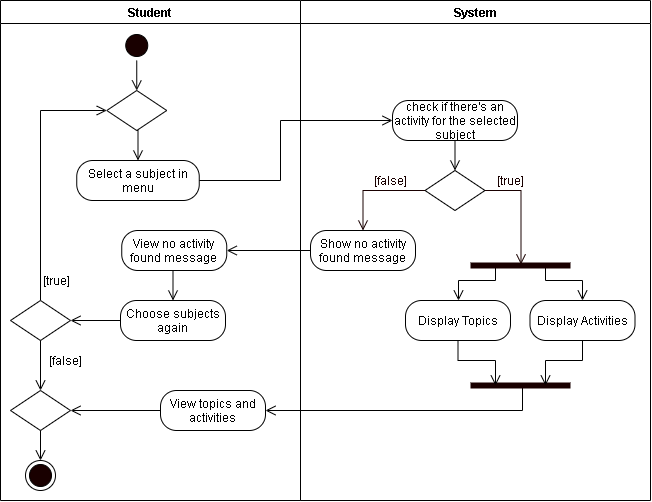 Student
System
check if there's an
activity for the selected
subject
Select a subject in
menu
[false]
[true]
View no activity
found message
Show no activity
found message
[true]
Choose subjects
again
Display Topics
Display Activities
[false]
View topics and
activities